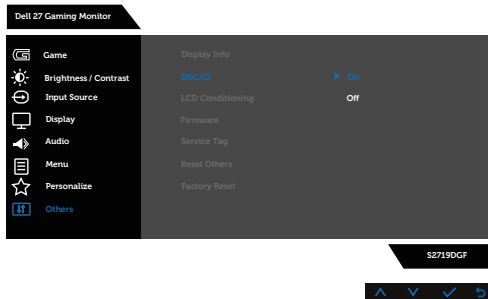 Dell 27 Gaming Monitor
Game
Display Info
Brightness / Contrast
DDC/CI
On
Input Source
LCD Conditioning
Off
Display
Firmware
Audio
Service Tag
Menu
Reset Others
Personalize
Factory Reset
Others
S2719DGF